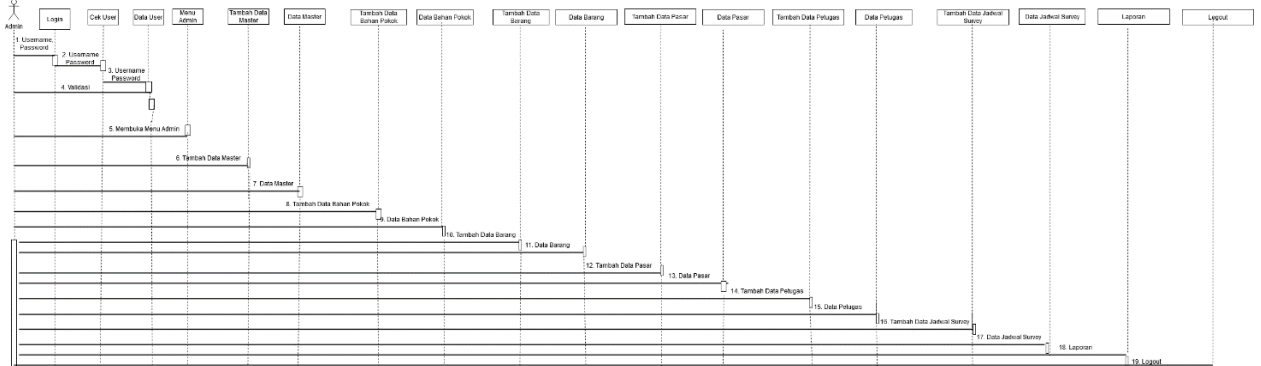 Admin
Login
Cek User
Data User
Menu
Admin
Tambah Data
Master
Data Master
Tambah Data
Bahan Pokok
Data Bahan Pokok
Tambah Data
Barang
Data Barang
Tambah Data Pasar
Data Pasar
Tambah Data Petugas
Data Petugas
Tambah Data Jadwal
Survey
Data Jadwal Survey
Laporan
Logout
1. Username,
Password
2. Username
Password
3. Username
Password
4. Validasi
5. Membuka Menu Admin
6. Tambah Data Master
7. Data Master
8. Tambah Data Bahan Pokok
9. Data Bahan Pokok
10. Tambah Data Barang
11. Data Barang
12. Tambah Data Pasar
13. Data Pasar
14. Tambah Data Petugas
15. Data Petugas
16. Tambah Data Jadwal Survey
17. Data Jadwal Survey
18. Laporan
19. Logout